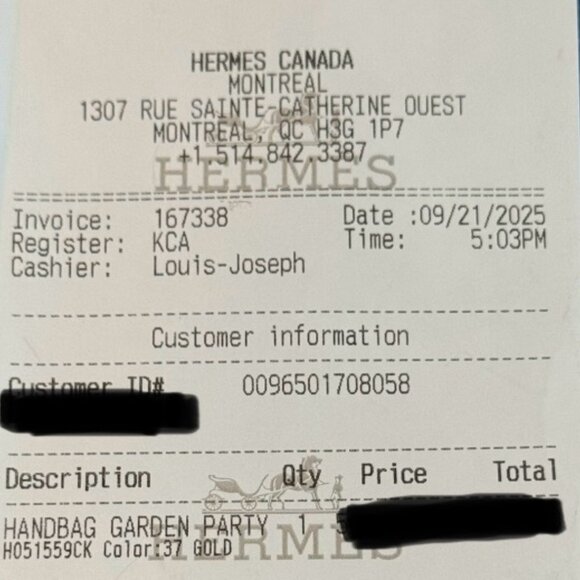 HERMES CANADA
MONTREAL
1307 RUE SAINTE-CATHERINE OUEST
MONTREAL, QC H3G 1P7
+1.514.842.3387
HERMES
Invoice: 167338 Date :09/21/2025
Register: KCA Time: 5:03PM
Cashier: Louis-Joseph
Customer information
Customer ID# 0096501708058
Description Qty Price Total
HANDBAG GARDEN PARTY 1
H051559CK Color:37 GOLD
HERMES